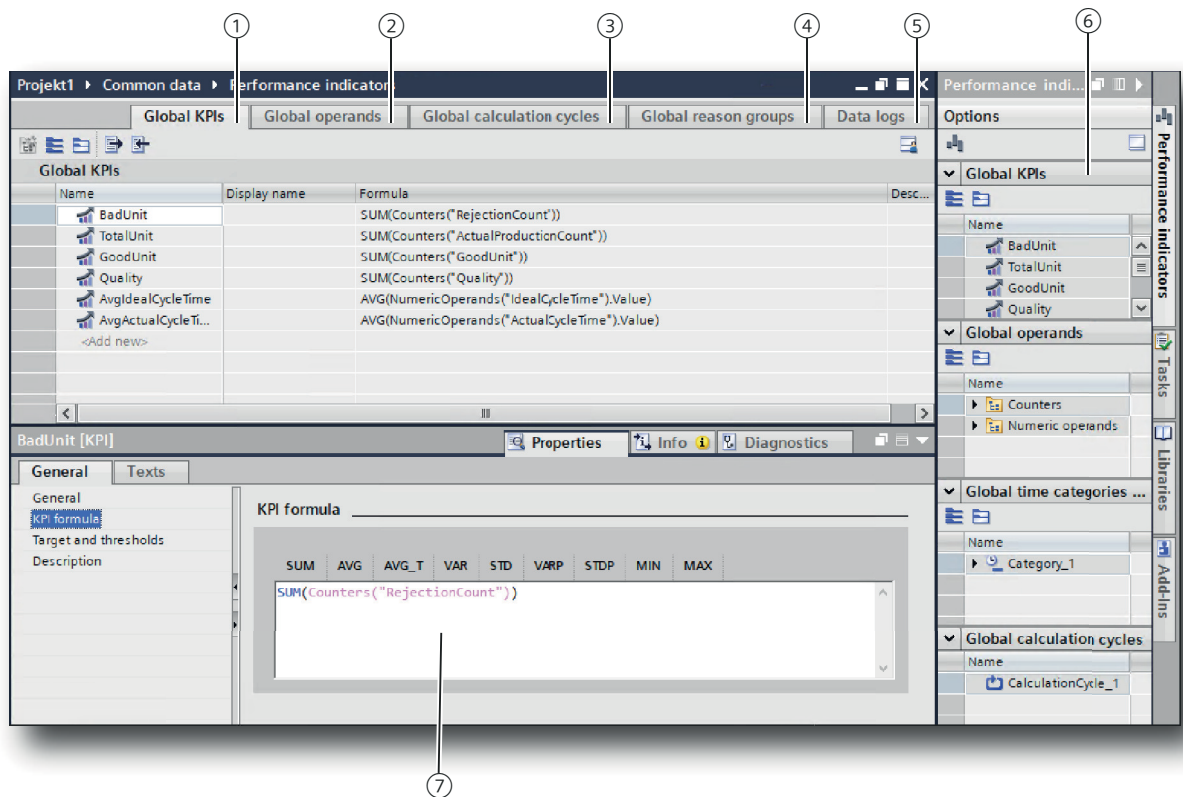 ① ② ③ ④ ⑤ ⑥
Projekt1 ▸ Common data ▸ Performance indicators
Global KPIs Global operands Global calculation cycles Global reason groups Data logs
Global KPIs
Name Display name Formula Desc...
BadUnit SUM(Counters("RejectionCount"))
TotalUnit SUM(Counters("ActualProductionCount"))
GoodUnit SUM(Counters("GoodUnit"))
Quality SUM(Counters("Quality"))
AvgIdealCycleTime AVG(NumericOperands("IdealCycleTime").Value)
AvgActualCycleTi... AVG(NumericOperands("ActualCycleTime").Value)
<Add new>
BadUnit [KPI]
Properties Info Diagnostics
General Texts
General
KPI formula
Target and thresholds
Description
KPI formula
SUM AVG AVG_T VAR STD VARP STDP MIN MAX
SUM(Counters("RejectionCount"))
⑦
Performance indi...
Options
Global KPIs
Name
BadUnit
TotalUnit
GoodUnit
Quality
Global operands
Name
Counters
Numeric operands
Global time categories ...
Name
Category_1
Global calculation cycles
Name
CalculationCycle_1
Performance indicators
Tasks
Libraries
Add-Ins